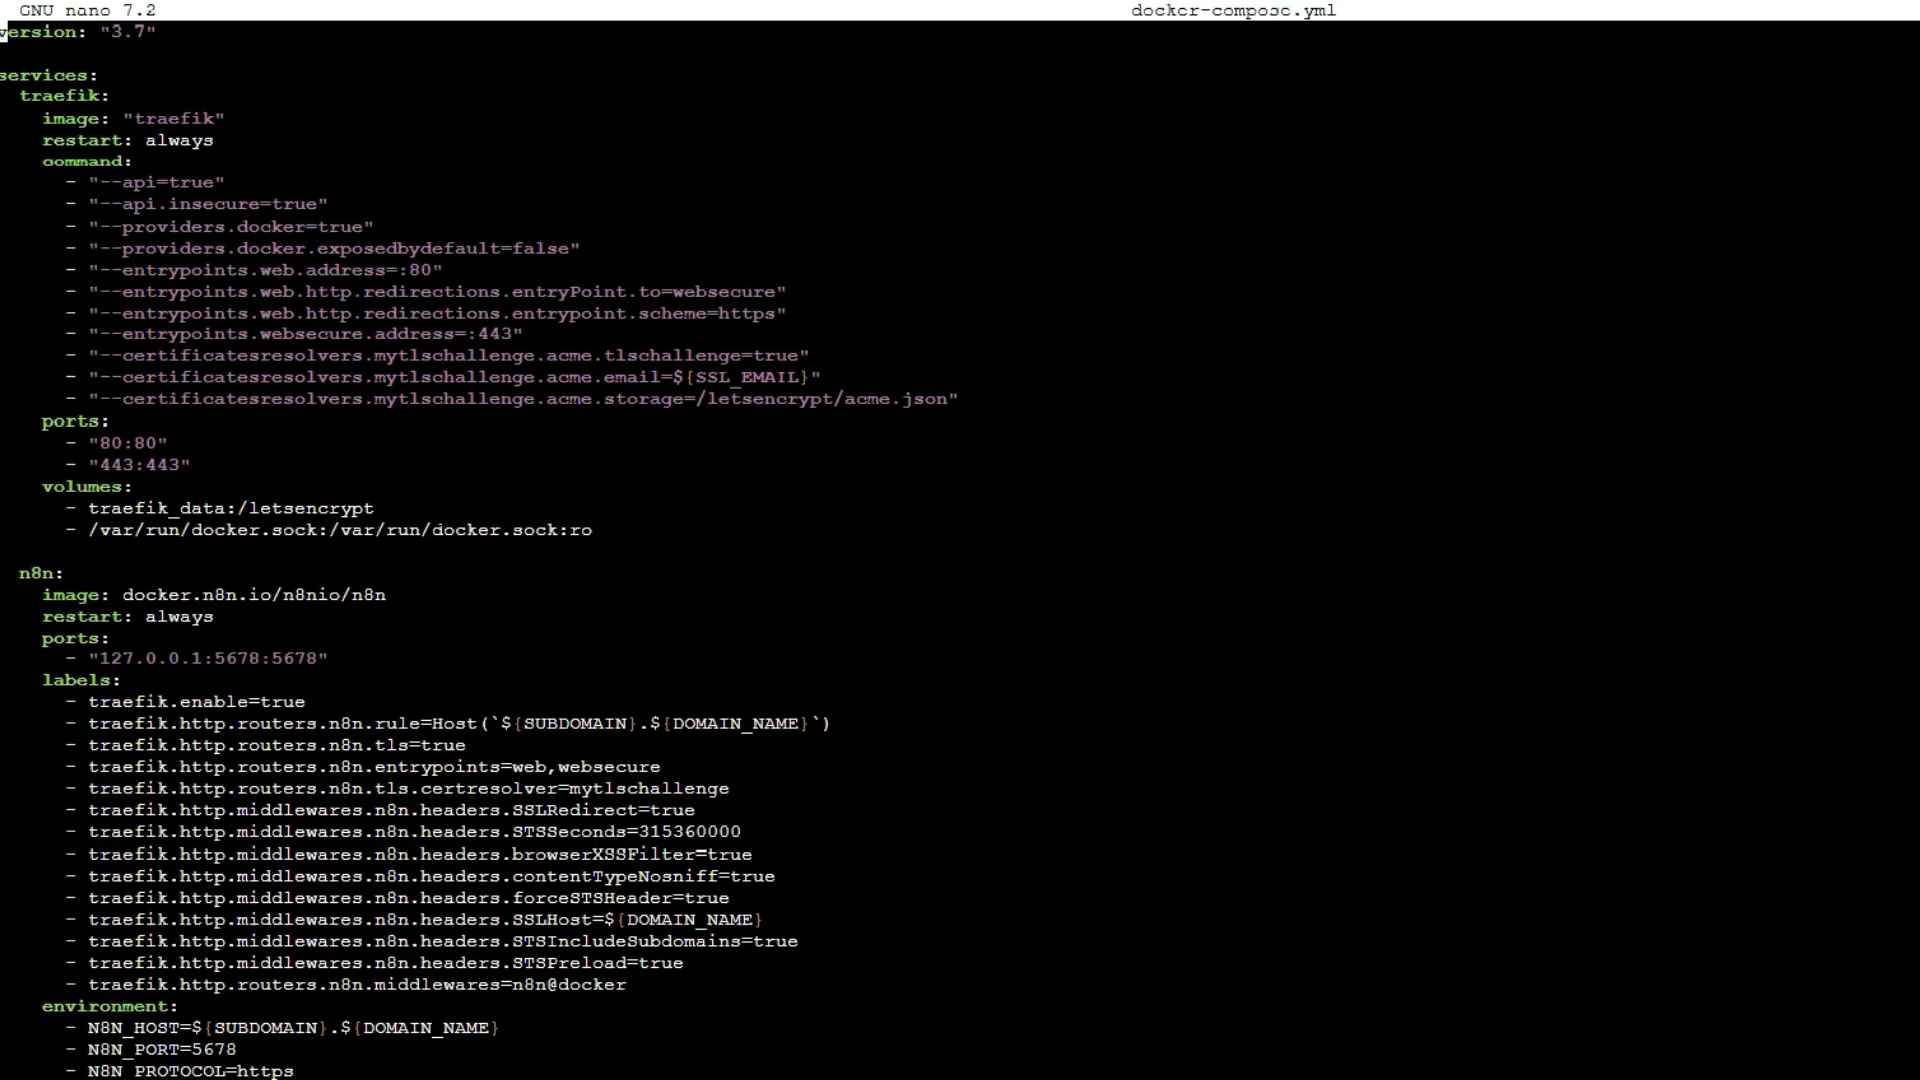 GNU nano 7.2 docker-compose.yml
version: "3.7"
services:
  traefik:
    image: "traefik"
    restart: always
    command:
      - "--api=true"
      - "--api.insecure=true"
      - "--providers.docker=true"
      - "--providers.docker.exposedbydefault=false"
      - "--entrypoints.web.address=:80"
      - "--entrypoints.web.http.redirections.entryPoint.to=websecure"
      - "--entrypoints.web.http.redirections.entrypoint.scheme=https"
      - "--entrypoints.websecure.address=:443"
      - "--certificatesresolvers.mytlschallenge.acme.tlschallenge=true"
      - "--certificatesresolvers.mytlschallenge.acme.email=${SSL_EMAIL}"
      - "--certificatesresolvers.mytlschallenge.acme.storage=/letsencrypt/acme.json"
    ports:
      - "80:80"
      - "443:443"
    volumes:
      - traefik_data:/letsencrypt
      - /var/run/docker.sock:/var/run/docker.sock:ro
  n8n:
    image: docker.n8n.io/n8nio/n8n
    restart: always
    ports:
      - "127.0.0.1:5678:5678"
    labels:
      - traefik.enable=true
      - traefik.http.routers.n8n.rule=Host(`${SUBDOMAIN}.${DOMAIN_NAME}`)
      - traefik.http.routers.n8n.tls=true
      - traefik.http.routers.n8n.entrypoints=web,websecure
      - traefik.http.routers.n8n.tls.certresolver=mytlschallenge
      - traefik.http.middlewares.n8n.headers.SSLRedirect=true
      - traefik.http.middlewares.n8n.headers.STSSeconds=315360000
      - traefik.http.middlewares.n8n.headers.browserXSSFilter=true
      - traefik.http.middlewares.n8n.headers.contentTypeNosniff=true
      - traefik.http.middlewares.n8n.headers.forceSTSHeader=true
      - traefik.http.middlewares.n8n.headers.SSLHost=${DOMAIN_NAME}
      - traefik.http.middlewares.n8n.headers.STSIncludeSubdomains=true
      - traefik.http.middlewares.n8n.headers.STSPreload=true
      - traefik.http.routers.n8n.middlewares=n8n@docker
    environment:
      - N8N_HOST=${SUBDOMAIN}.${DOMAIN_NAME}
      - N8N_PORT=5678
      - N8N_PROTOCOL=https